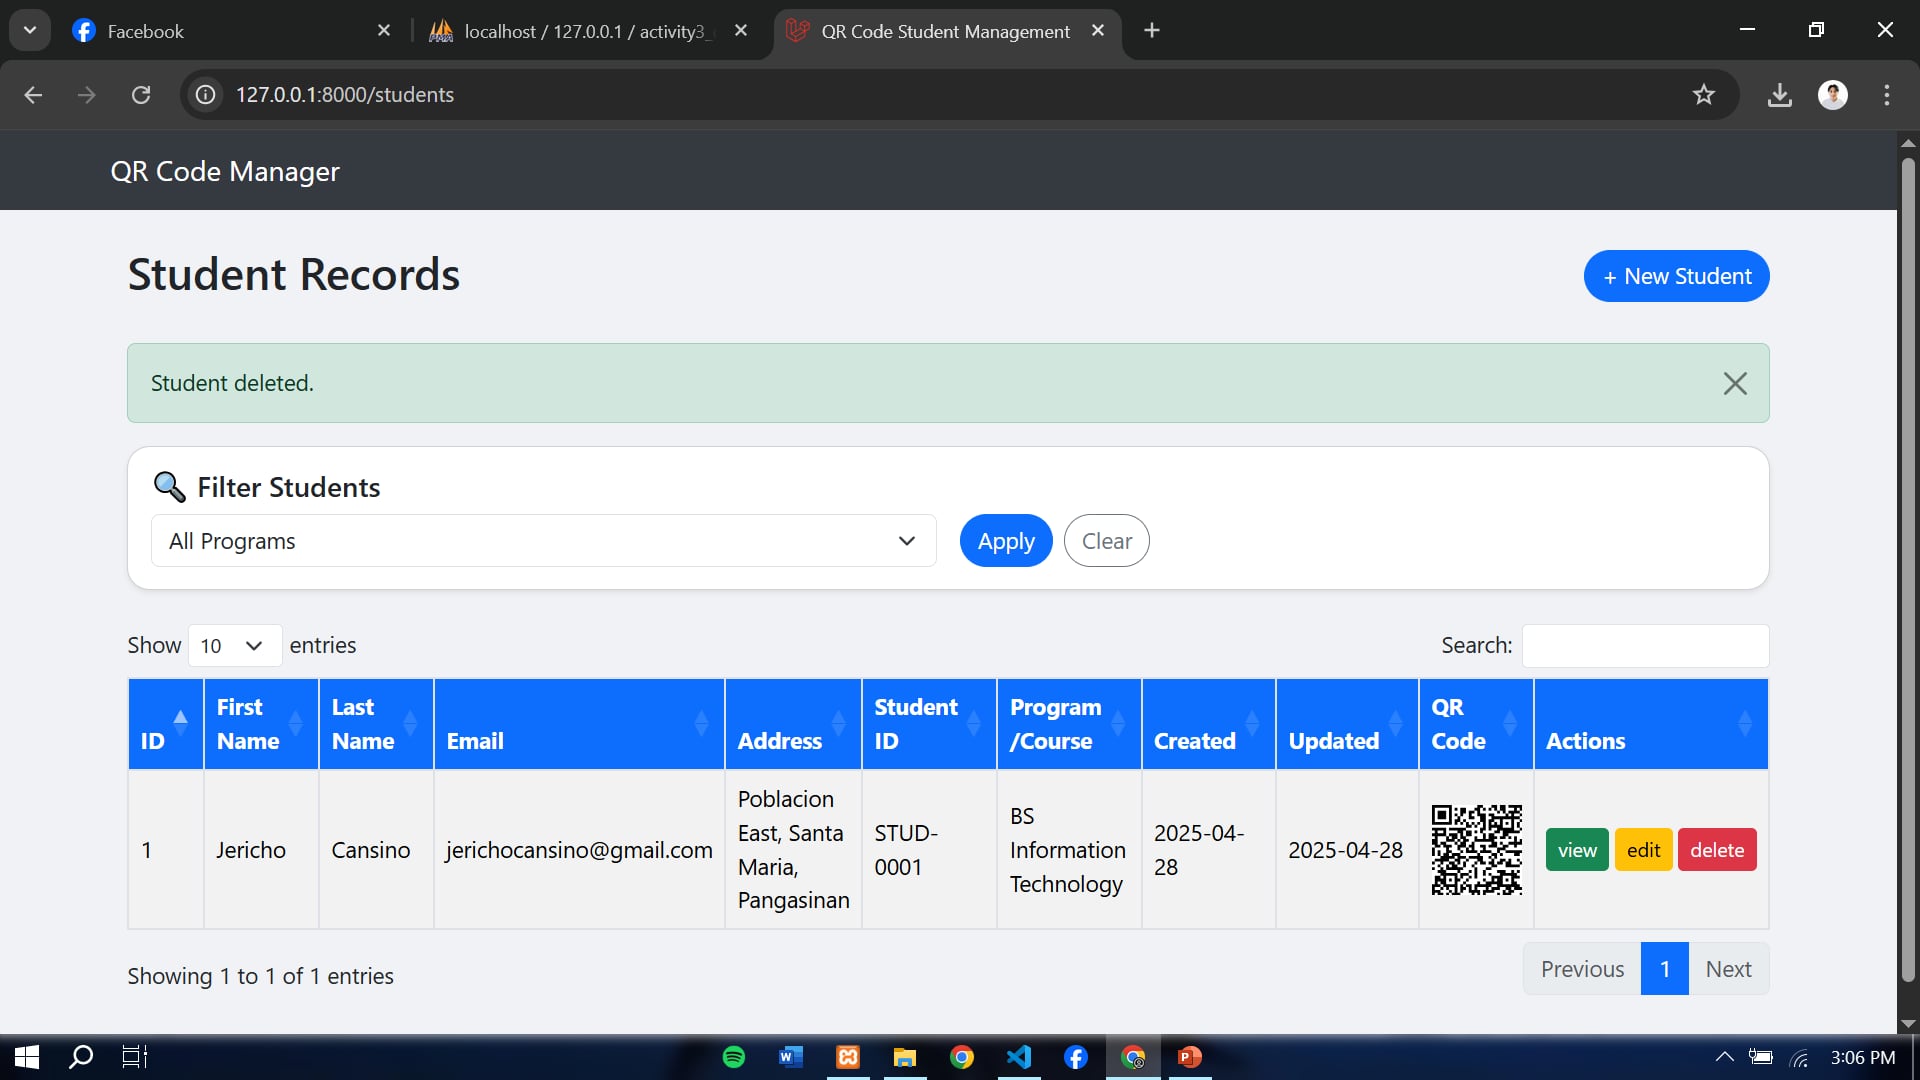 Facebook
localhost / 127.0.0.1 / activity3_
QR Code Student Management
127.0.0.1:8000/students
QR Code Manager
Student Records
+ New Student
Student deleted.
Filter Students
All Programs
Apply
Clear
Show 10 entries
Search:
ID
First Name
Last Name
Email
Address
Student ID
Program /Course
Created
Updated
QR Code
Actions
1
Jericho
Cansino
jerichocansino@gmail.com
Poblacion
East, Santa
Maria,
Pangasinan
STUD-
0001
BS
Information
Technology
2025-04-
28
2025-04-28
view
edit
delete
Showing 1 to 1 of 1 entries
Previous
1
Next
3:06 PM